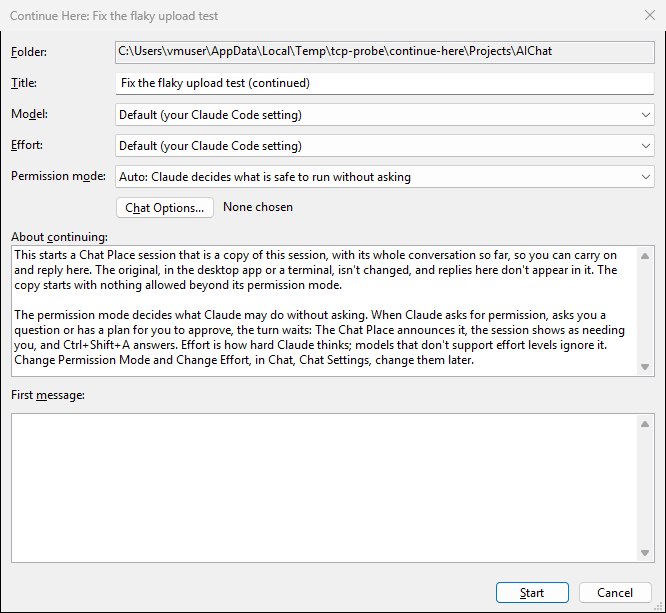 Continue Here: Fix the flaky upload test
Folder: C:\Users\vmuser\AppData\Local\Temp\tcp-probe\continue-here\Projects\AIChat
Title: Fix the flaky upload test (continued)
Model: Default (your Claude Code setting)
Effort: Default (your Claude Code setting)
Permission mode: Auto: Claude decides what is safe to run without asking
Chat Options... None chosen
About continuing:
This starts a Chat Place session that is a copy of this session, with its whole conversation so far, so you can carry on
and reply here. The original, in the desktop app or a terminal, isn't changed, and replies here don't appear in it. The
copy starts with nothing allowed beyond its permission mode.
The permission mode decides what Claude may do without asking. When Claude asks for permission, asks you a
question or has a plan for you to approve, the turn waits: The Chat Place announces it, the session shows as needing
you, and Ctrl+Shift+A answers. Effort is how hard Claude thinks; models that don't support effort levels ignore it.
Change Permission Mode and Change Effort, in Chat, Chat Settings, change them later.
First message:
Start Cancel